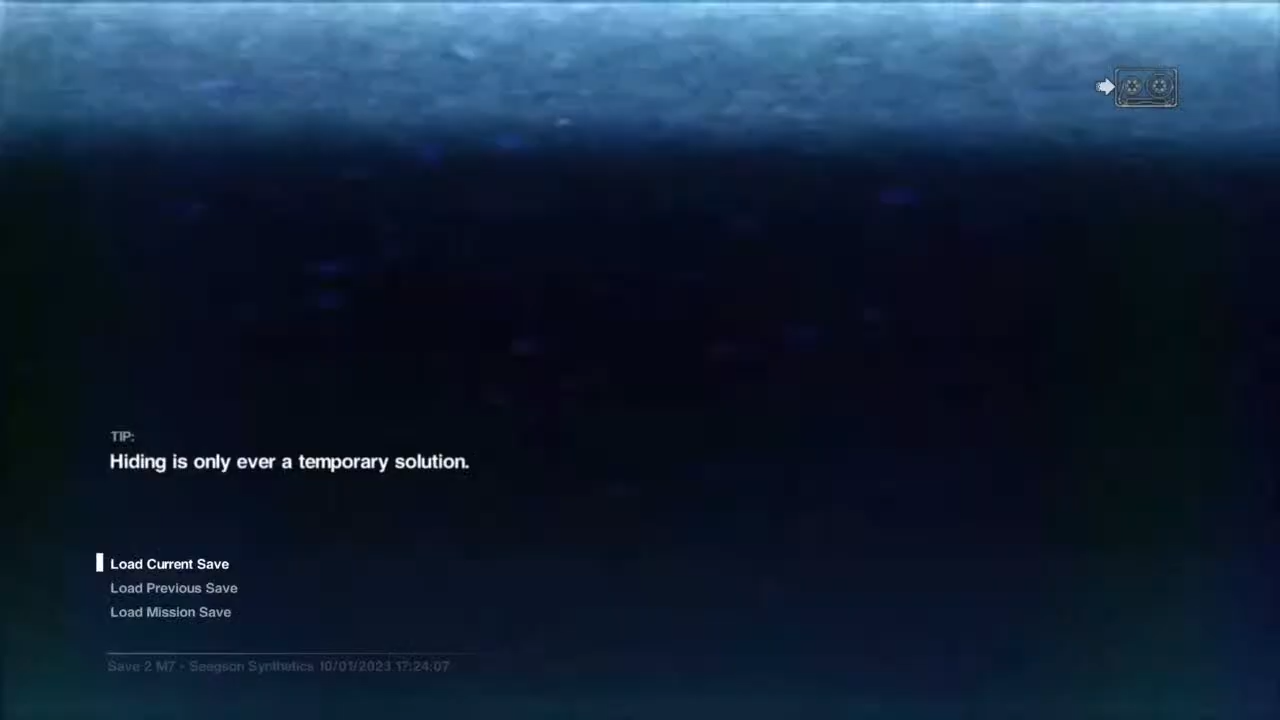 TIP:
Hiding is only ever a temporary solution.
Load Current Save
Load Previous Save
Load Mission Save
Save 2 M7 - Seegson Synthetics 10/01/2023 17:24:07